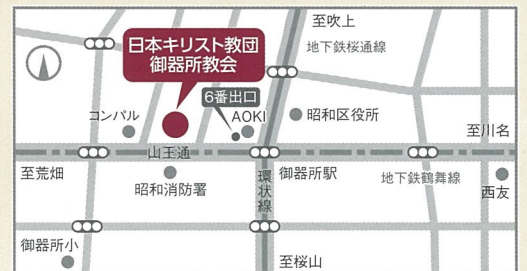 至吹上
日本キリスト教団
御器所教会
地下鉄桜通線
6番出口
コンパル
AOKI
昭和区役所
至川名
山王通
至荒畑
昭和消防署
環状線
御器所駅
地下鉄鶴舞線
西友
御器所小
至桜山